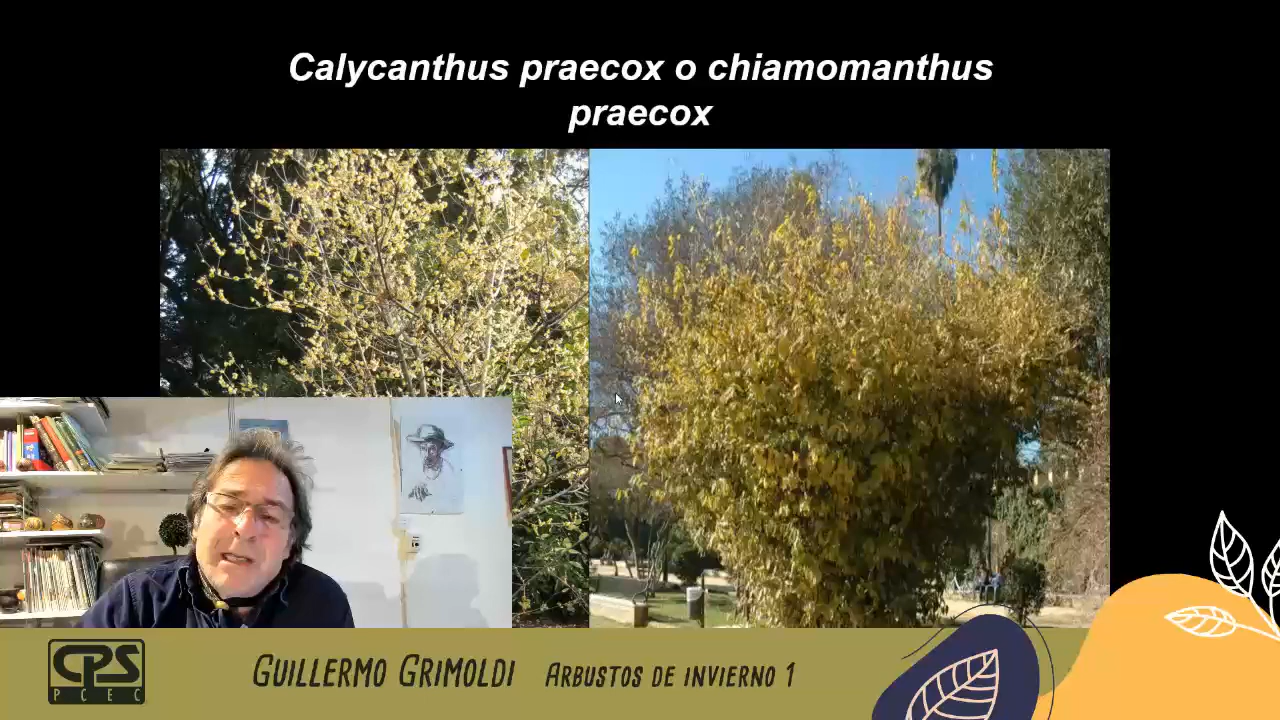 Calycanthus praecox o chiamomanthus
praecox
CPS
PCEC
GUILLERMO GRIMOLDI ARBUSTOS DE INVIERNO 1